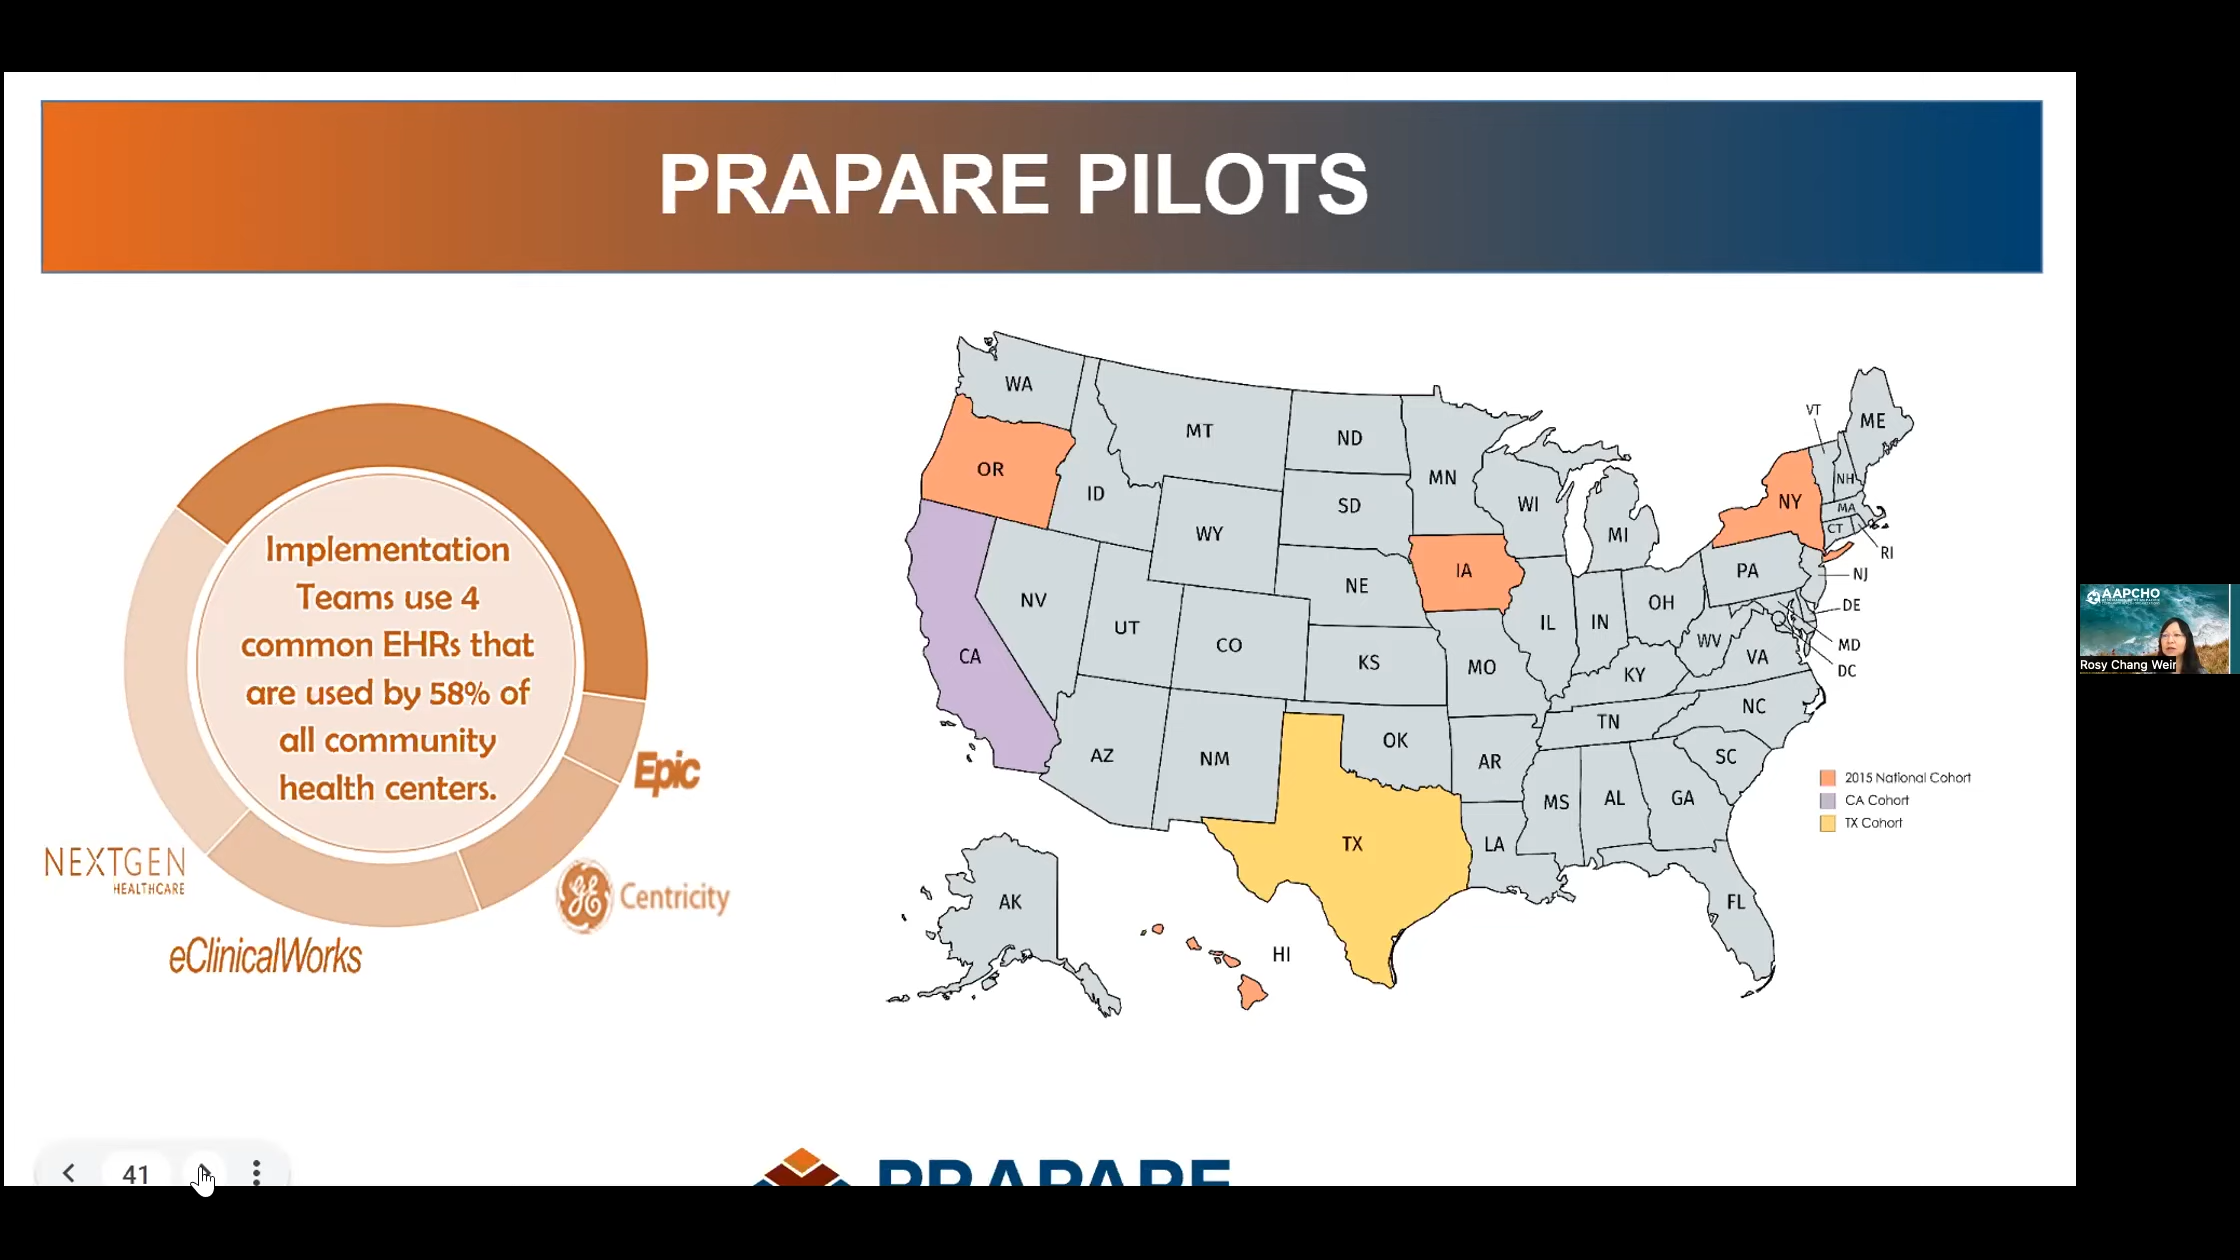 PRAPARE PILOTS
Implementation
Teams use 4
common EHRs that
are used by 58% of
all community
health centers.
Epic
GE
Centricity
NEXTGEN
HEALTHCARE
eClinicalWorks
WA
OR
CA
NV
ID
MT
WY
UT
CO
AZ
NM
ND
SD
NE
KS
OK
TX
MN
IA
MO
AR
LA
WI
IL
MI
IN
OH
KY
TN
MS
AL
GA
FL
SC
NC
VA
WV
PA
NY
VT
NH
ME
MA
CT
RI
NJ
DE
MD
DC
AK
HI
2015 National Cohort
CA Cohort
TX Cohort
AAPCHO
Rosy Chang Weir
41
PRAPARE